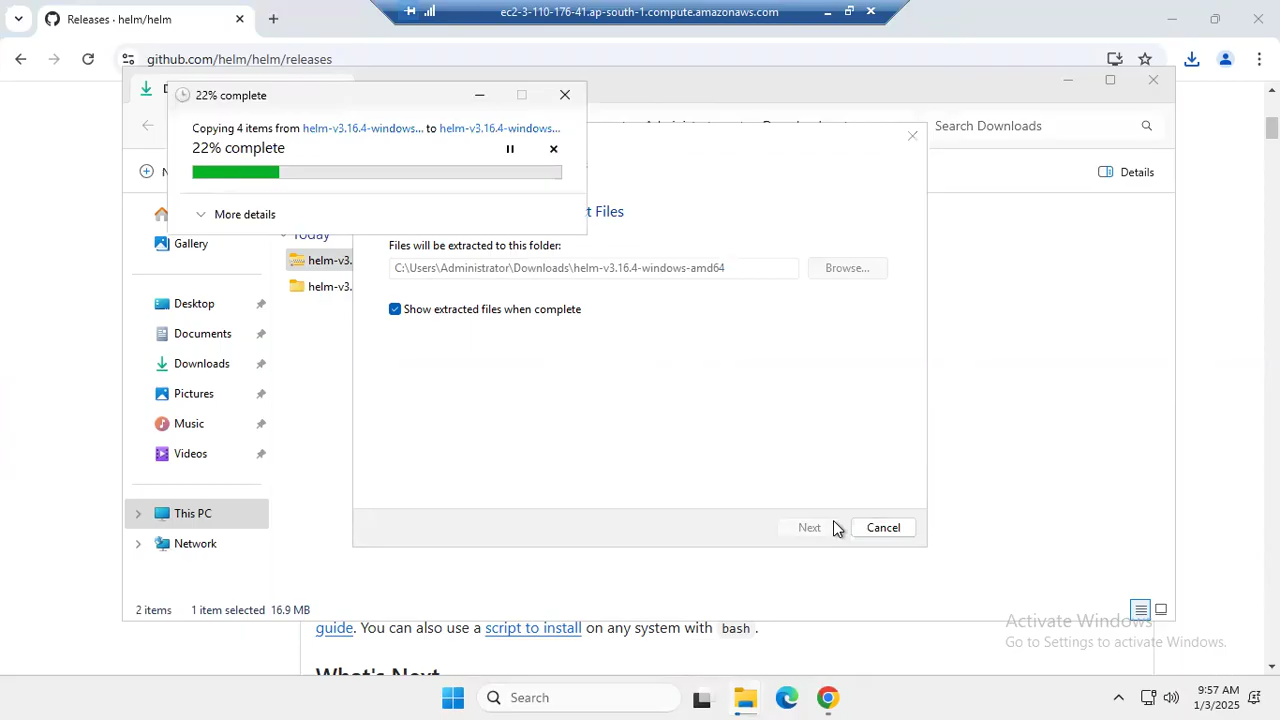 Releases · helm/helm
ec2-3-110-176-41.ap-south-1.compute.amazonaws.com
github.com/helm/helm/releases
22% complete
Copying 4 items from helm-v3.16.4-windows... to helm-v3.16.4-windows...
22% complete
More details
Search Downloads
Details
Today
t Files
Files will be extracted to this folder:
C:\Users\Administrator\Downloads\helm-v3.16.4-windows-amd64
Browse...
Show extracted files when complete
Next
Cancel
Gallery
Desktop
Documents
Downloads
Pictures
Music
Videos
This PC
Network
helm-v3.
helm-v3.
2 items
1 item selected 16.9 MB
guide. You can also use a script to install on any system with bash.
What's Next
Activate Windows
Go to Settings to activate Windows.
Search
9:57 AM
1/3/2025